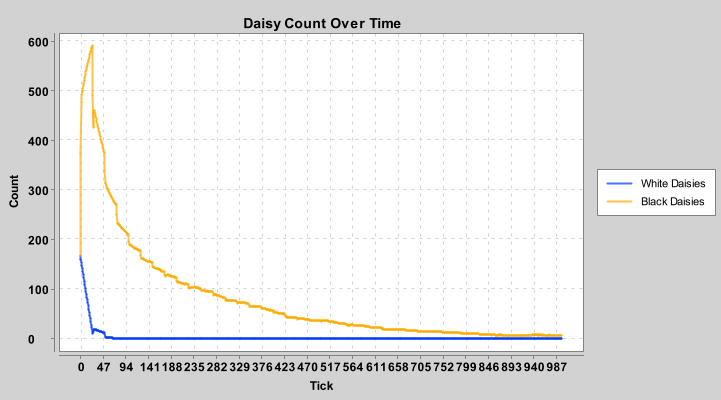 Daisy Count Over Time
600
500
400
300
200
100
0
Count
0 47 94 141 188 235 282 329 376 423 470 517 564 611 658 705 752 799 846 893 940 987
Tick
White Daisies
Black Daisies